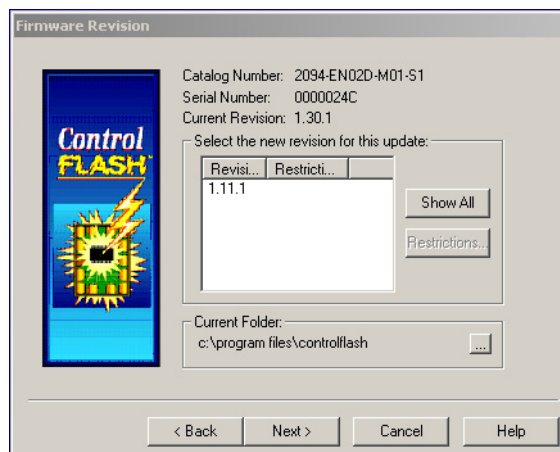 Firmware Revision
Catalog Number: 2094-EN02D-M01-S1
Serial Number: 0000024C
Current Revision: 1.30.1
Control
FLASH
Select the new revision for this update:
Revisi... Restricti...
1.11.1
Show All
Restrictions...
Current Folder:
c:\program files\controlflash
...
< Back Next > Cancel Help